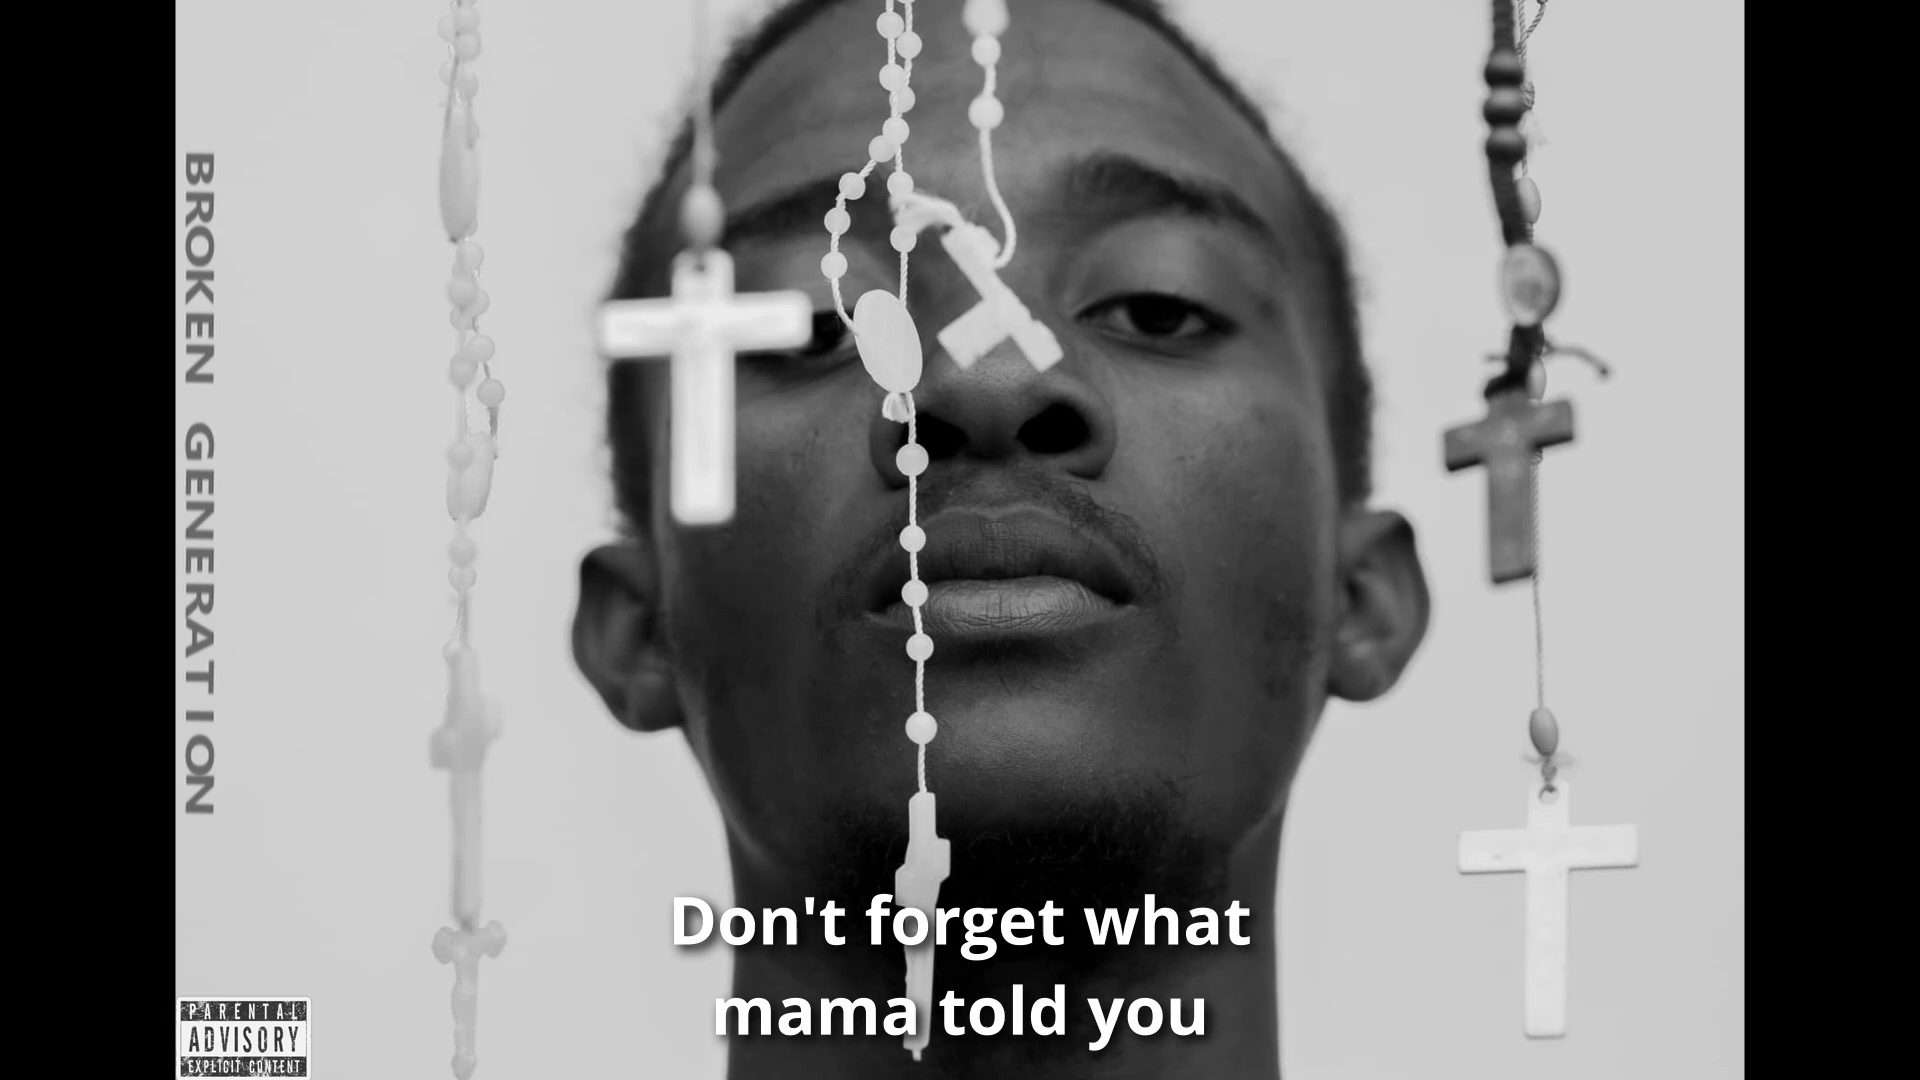 BROKEN GENERATION
PARENTAL
ADVISORY
EXPLICIT CONTENT
Don't forget what
mama told you